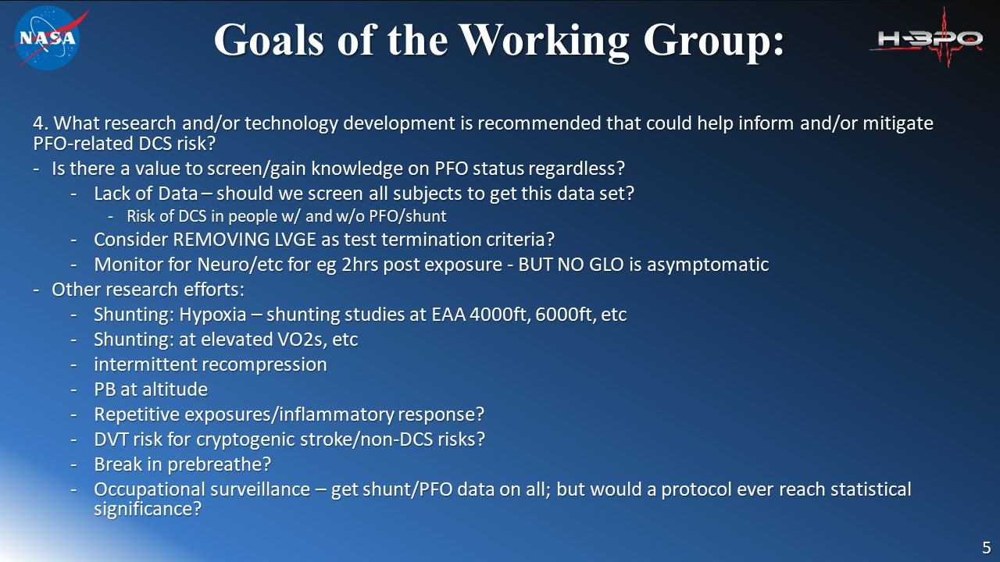 NASA
Goals of the Working Group:
H-3PO
4. What research and/or technology development is recommended that could help inform and/or mitigate
PFO-related DCS risk?
- Is there a value to screen/gain knowledge on PFO status regardless?
- Lack of Data – should we screen all subjects to get this data set?
- Risk of DCS in people w/ and w/o PFO/shunt
- Consider REMOVING LVGE as test termination criteria?
- Monitor for Neuro/etc for eg 2hrs post exposure - BUT NO GLO is asymptomatic
- Other research efforts:
- Shunting: Hypoxia – shunting studies at EAA 4000ft, 6000ft, etc
- Shunting: at elevated VO2s, etc
- intermittent recompression
- PB at altitude
- Repetitive exposures/inflammatory response?
- DVT risk for cryptogenic stroke/non-DCS risks?
- Break in prebreathe?
- Occupational surveillance – get shunt/PFO data on all; but would a protocol ever reach statistical
significance?
5